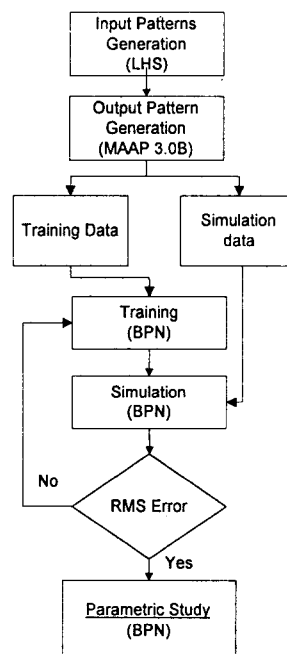 Input Patterns
Generation
(LHS)
Output Pattern
Generation
(MAAP 3.0B)
Training Data
Simulation
data
Training
(BPN)
Simulation
(BPN)
No
RMS Error
Yes
Parametric Study
(BPN)